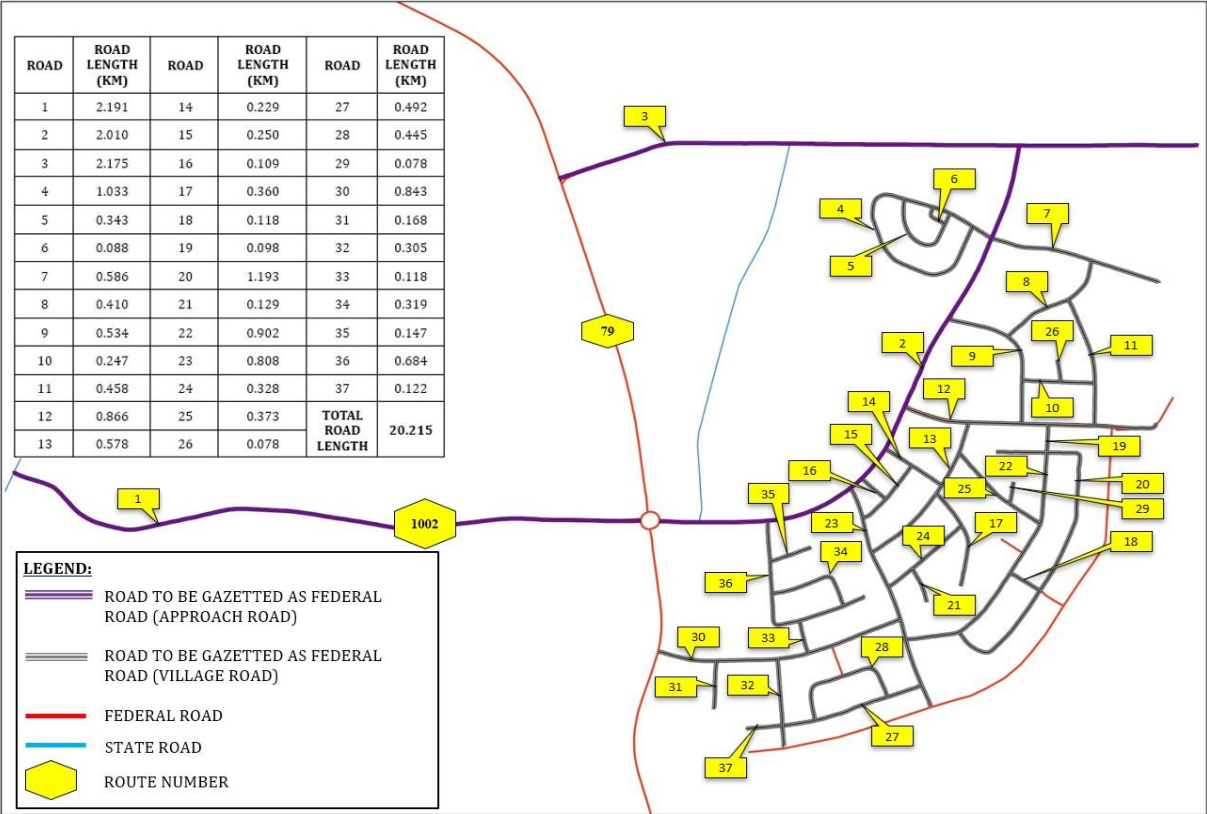 ROAD ROAD LENGTH (KM) ROAD ROAD LENGTH (KM) ROAD ROAD LENGTH (KM)
1 2.191 14 0.229 27 0.492
2 2.010 15 0.250 28 0.445
3 2.175 16 0.109 29 0.078
4 1.033 17 0.360 30 0.843
5 0.343 18 0.118 31 0.168
6 0.088 19 0.098 32 0.305
7 0.586 20 1.193 33 0.118
8 0.410 21 0.129 34 0.319
9 0.534 22 0.902 35 0.147
10 0.247 23 0.808 36 0.684
11 0.458 24 0.328 37 0.122
12 0.866 25 0.373 TOTAL ROAD LENGTH 20.215
13 0.578 26 0.078
3
6
4
7
5
8
79
26
2
9
11
12
10
14
13
15
19
16
22
20
35
25
1
1002
29
23
17
24
18
34
36
21
33
30
28
31
32
27
37
LEGEND:
ROAD TO BE GAZETTED AS FEDERAL
ROAD (APPROACH ROAD)
ROAD TO BE GAZETTED AS FEDERAL
ROAD (VILLAGE ROAD)
FEDERAL ROAD
STATE ROAD
ROUTE NUMBER